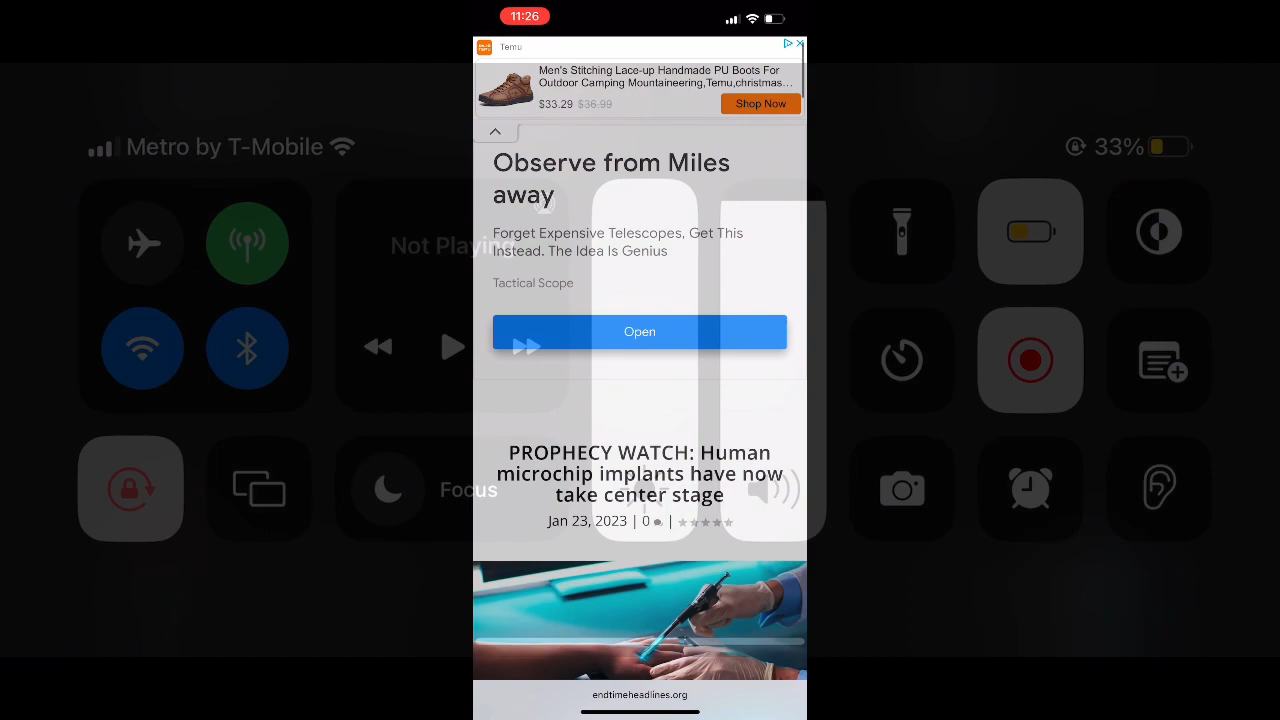 11:26
Temu
Men's Stitching Lace-up Handmade PU Boots For
Outdoor Camping Mountaineering,Temu,christmas...
$33.29 $36.99
Shop Now
Metro by T-Mobile
33%
Observe from Miles
away
Forget Expensive Telescopes, Get This
Instead. The Idea Is Genius
Not Playing
Tactical Scope
Open
PROPHECY WATCH: Human
microchip implants have now
take center stage
Focus
Jan 23, 2023 | 0 |
endtimeheadlines.org